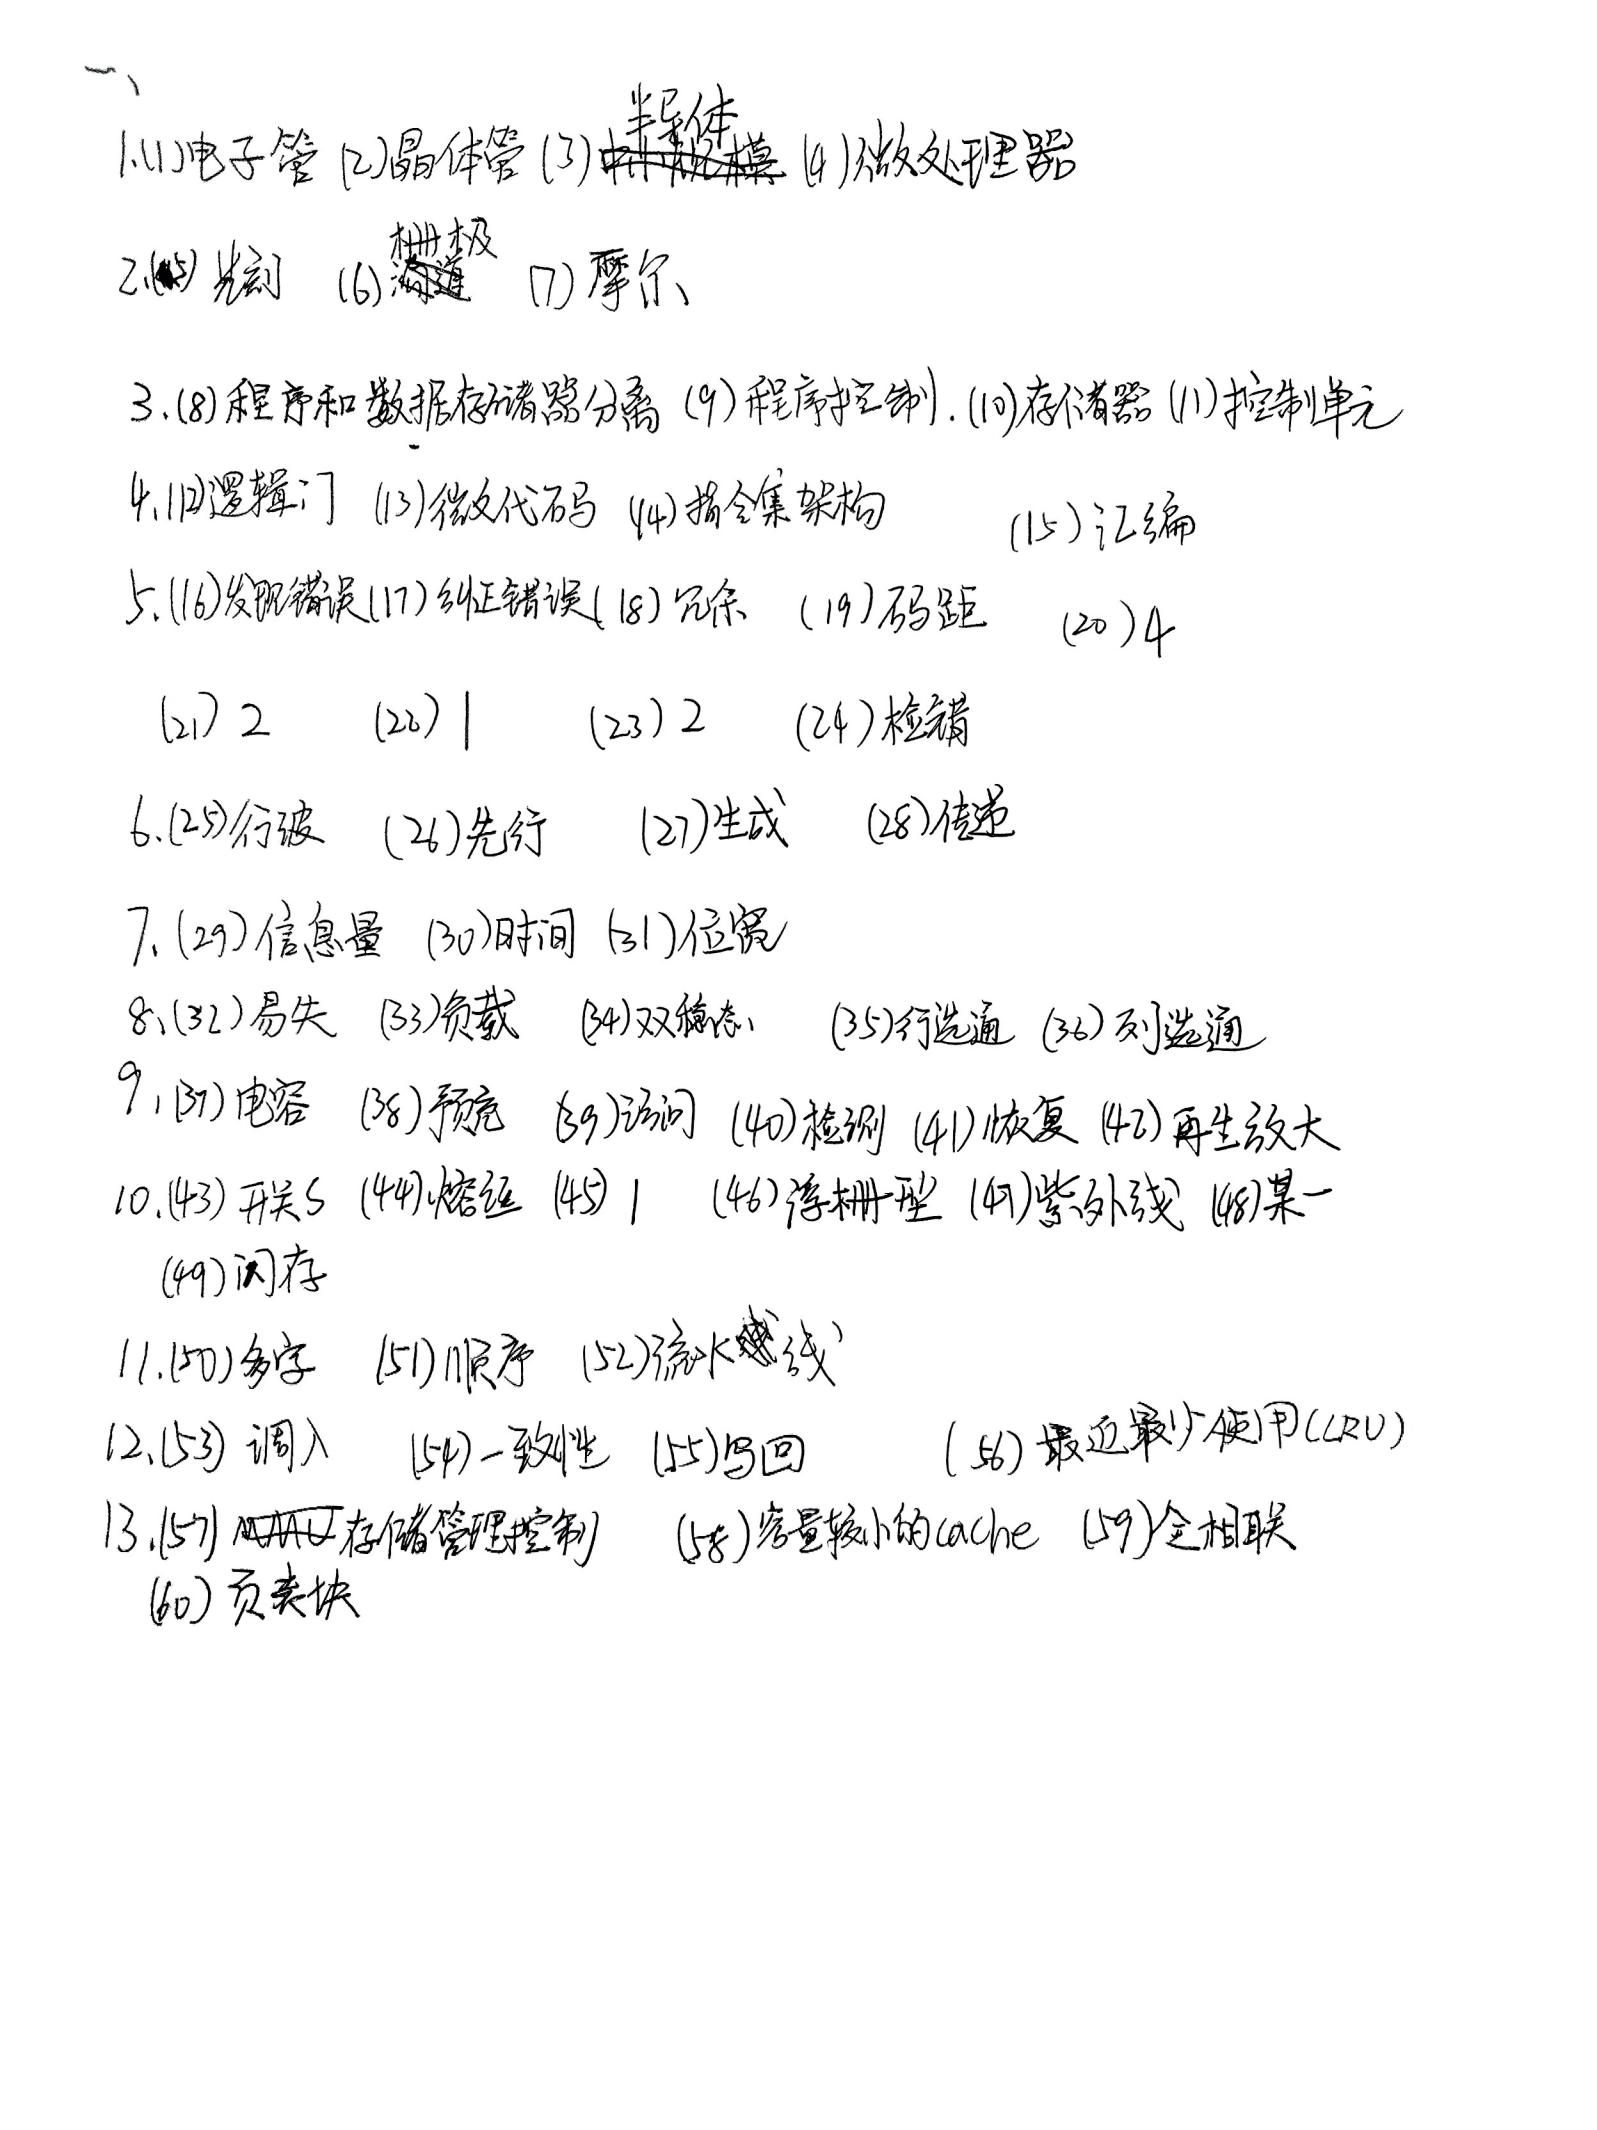 一、
1.(1)电子管 (2)晶体管 (3)半导体 (4)微处理器
2.(5)光刻 (6)栅极 (7)摩尔
3.(8)程序和数据存储器分离 (9)程序控制.(10)存储器 (11)控制单元
4.(12)逻辑门 (13)微代码 (14)指令集架构 (15)汇编
5.(16)发现错误(17)纠正错误(18)冗余 (19)码距 (20)4
(21)2 (22)1 (23)2 (24)检错
6.(25)行波 (26)先行 (27)生成 (28)传递
7.(29)信息量 (30)时间 (31)位宽
8.(32)易失 (33)负载 (34)双稳态 (35)行选通 (36)列选通
9.(37)电容 (38)预充 (39)访问 (40)检测 (41)恢复 (42)再生放大
10.(43)开关S (44)熔丝 (45)1 (46)浮栅型 (47)紫外线 (48)某一
(49)闪存
11.(50)多字 (51)顺序 (52)流水线
12.(53)调入 (54)一致性 (55)写回 (56)最近最少使用(LRU)
13.(57)存储管理控制 (58)容量较小的cache (59)全相联
(60)页表块